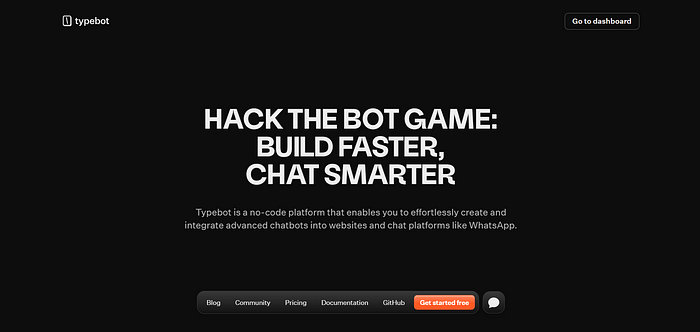 typebot
Go to dashboard
HACK THE BOT GAME:
BUILD FASTER,
CHAT SMARTER
Typebot is a no-code platform that enables you to effortlessly create and
integrate advanced chatbots into websites and chat platforms like WhatsApp.
Blog Community Pricing Documentation GitHub Get started free